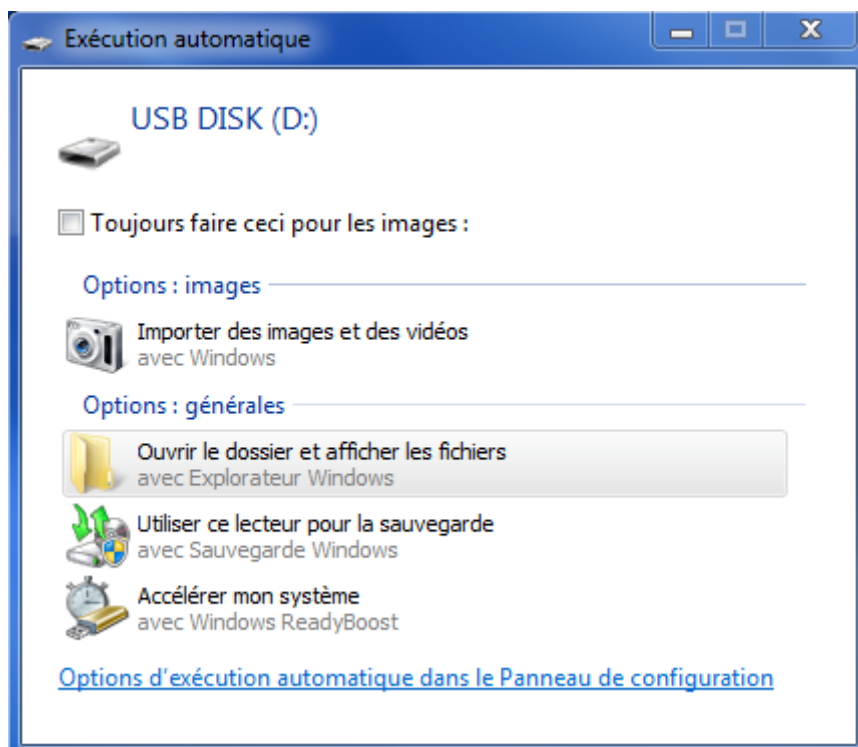 Exécution automatique
USB DISK (D:)
Toujours faire ceci pour les images :
Options : images
Importer des images et des vidéos
avec Windows
Options : générales
Ouvrir le dossier et afficher les fichiers
avec Explorateur Windows
Utiliser ce lecteur pour la sauvegarde
avec Sauvegarde Windows
Accélérer mon système
avec Windows ReadyBoost
Options d'exécution automatique dans le Panneau de configuration